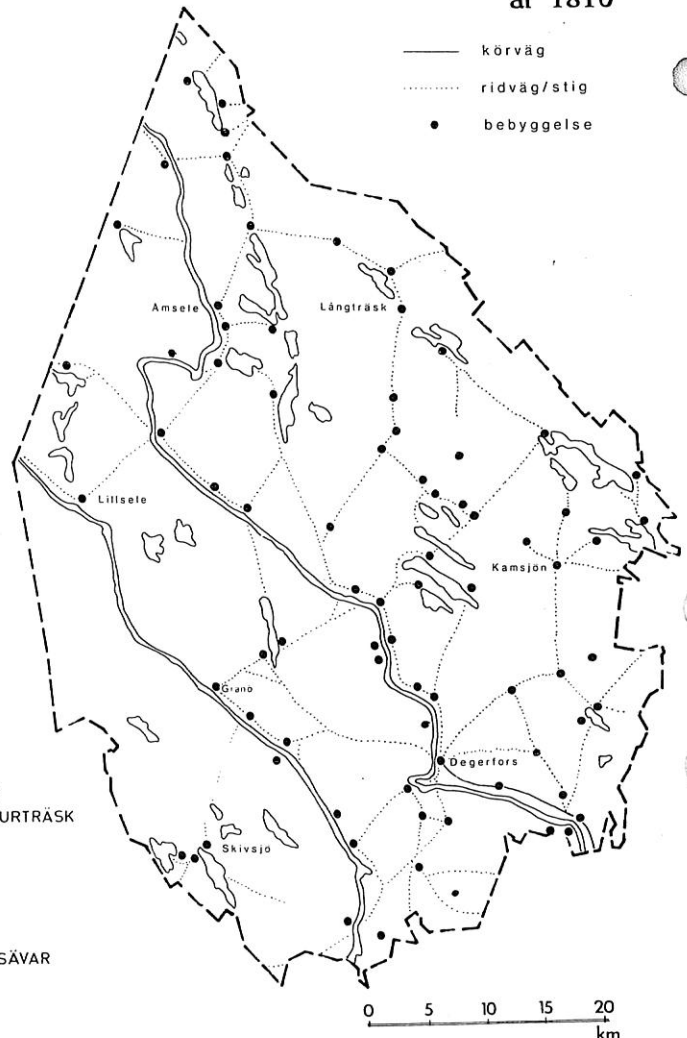 år 1810
körväg
ridväg/stig
bebyggelse
Åmsele
Långträsk
Lillsele
Kamsjön
Granö
Degerfors
URTRÄSK
Skivsjö
SÄVAR
0 5 10 15 20
km